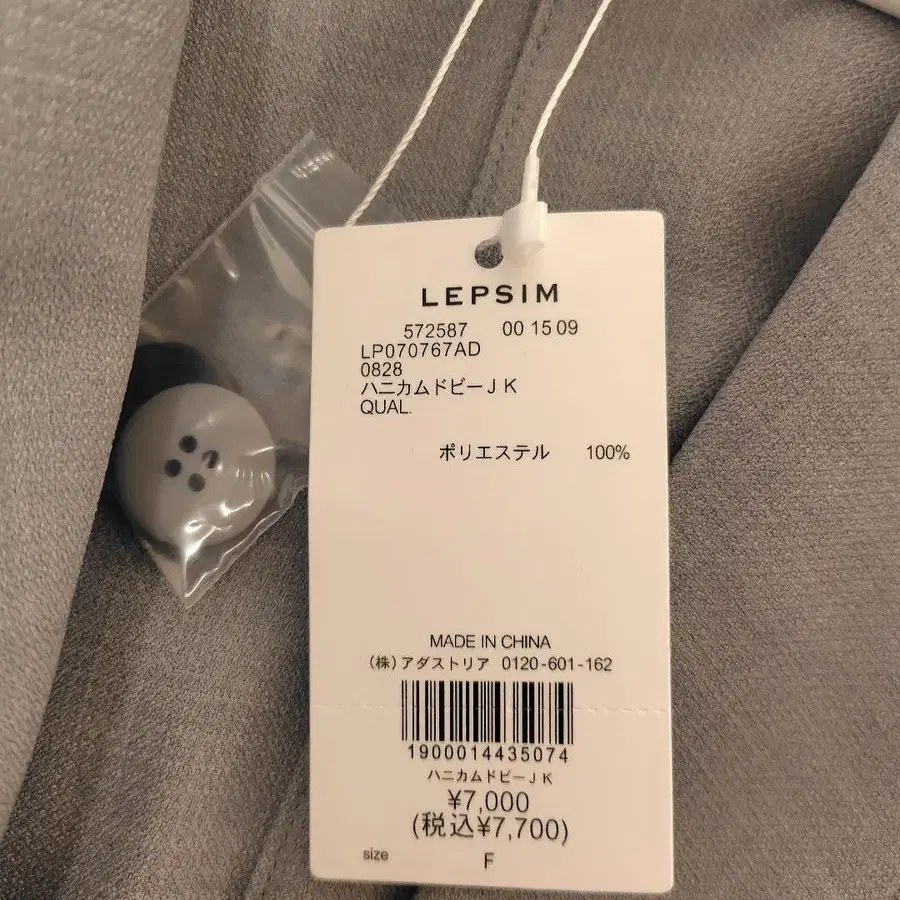 LEPSIM
572587 00 15 09
LP070767AD
0828
ハニカムドビーＪＫ
QUAL.
ポリエステル 100%
MADE IN CHINA
(株)アダストリア 0120-601-162
1900014435074
ハニカムドビーＪＫ
¥7,000
(税込¥7,700)
size F